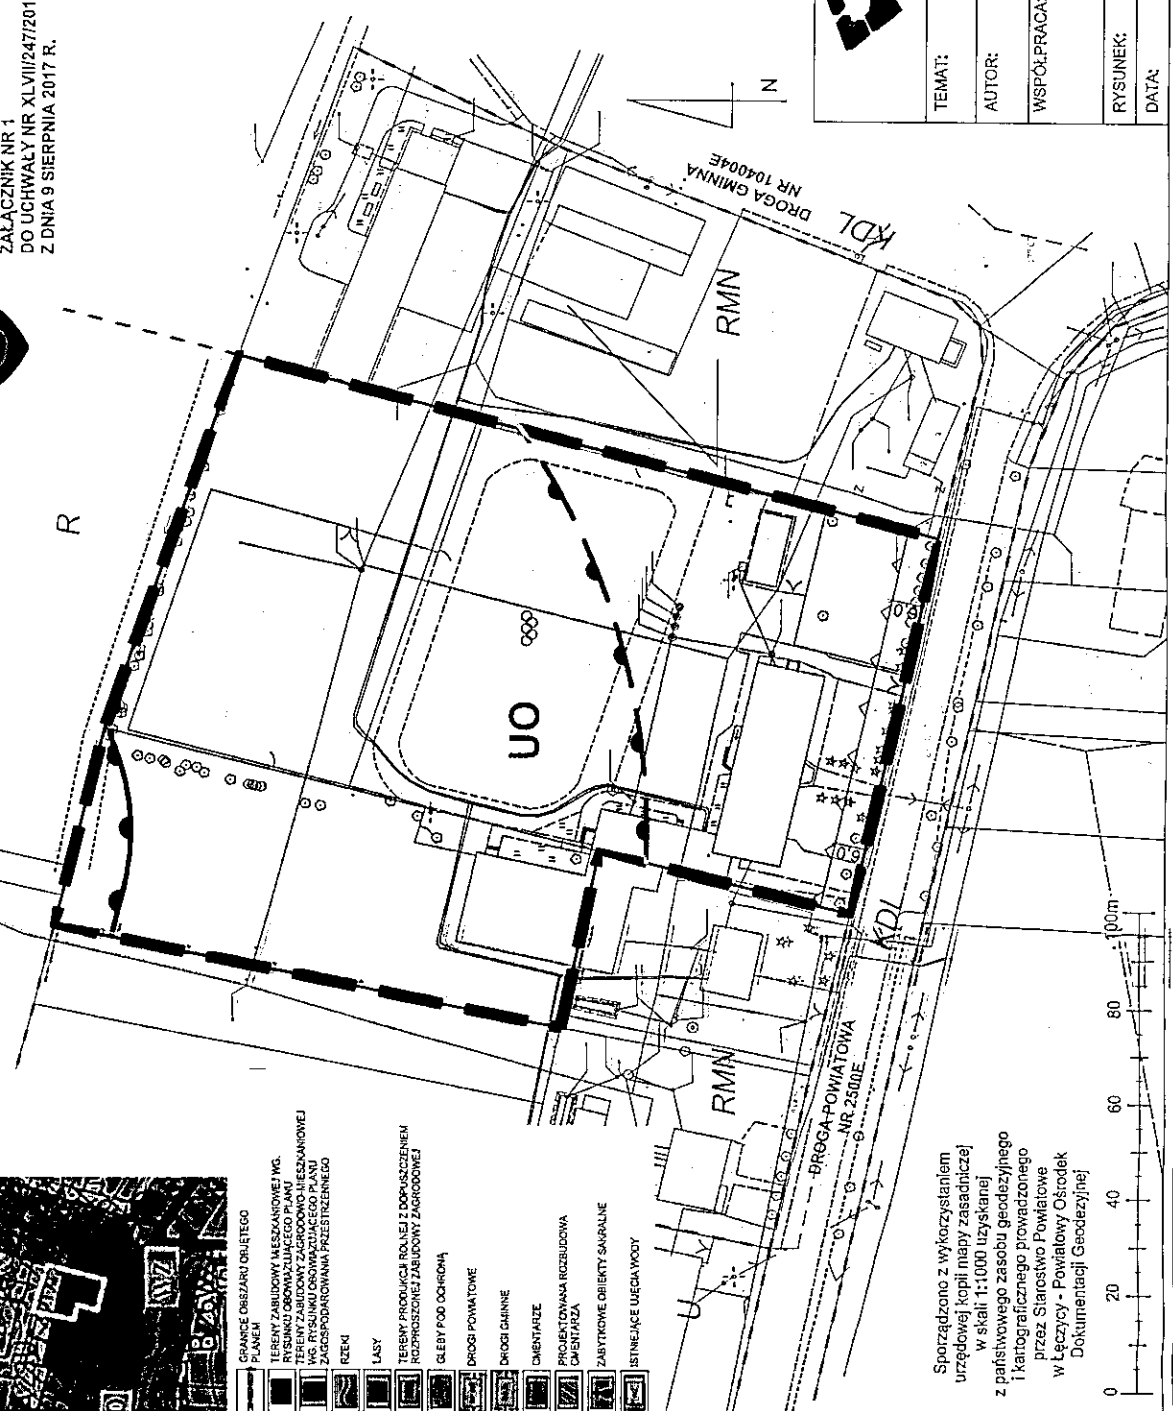 ZAŁĄCZNIK NR 1
DO UCHWAŁY NR XLVII/247/201
Z DNIA 9 SIERPNIA 2017 R.
TEMAT:
AUTOR:
WSPÓŁPRACA:
RYSUNEK:
DATA:
N
R
DROGA GMINNA
NR 104004E
KDL
RMN
UO
KDL
RMN
DROGA POWIATOWA
NR 2500E
U
GRANICE OBSZARU OBJĘTEGO
PLANEM
TERENY ZABUDOWY MIESZKANIOWEJ WG.
RYSUNKU OBOWIĄZUJĄCEGO PLANU
TERENY ZABUDOWY ZAGRODOWO-MIESZKANIOWEJ
WG. RYSUNKU OBOWIĄZUJĄCEGO PLANU
ZAGOSPODAROWANIA PRZESTRZENNEGO
RZEKI
LASY
TERENY PRODUKCJI ROLNEJ Z DOPUSZCZENIEM
ROZPROSZONEJ ZABUDOWY ZAGRODOWEJ
GLEBY POD OCHRONĄ
DROGI POWIATOWE
DROGI GMINNE
CMENTARZE
PROJEKTOWANA ROZBUDOWA
CMENTARZA
ZABYTKOWE OBIEKTY SAKRALNE
ISTNIEJĄCE UJĘCIA WODY
Sporządzono z wykorzystaniem
urzędowej kopii mapy zasadniczej
w skali 1:1000 uzyskanej
z państwowego zasobu geodezyjnego
i kartograficznego prowadzonego
przez Starostwo Powiatowe
w Łęczycy - Powiatowy Ośrodek
Dokumentacji Geodezyjnej
0 20 40 60 80 100m